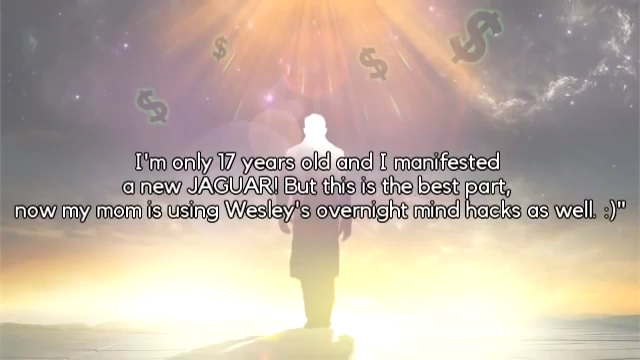 I'm only 17 years old and I manifested
a new JAGUAR! But this is the best part,
now my mom is using Wesley's overnight mind hacks as well. :)"